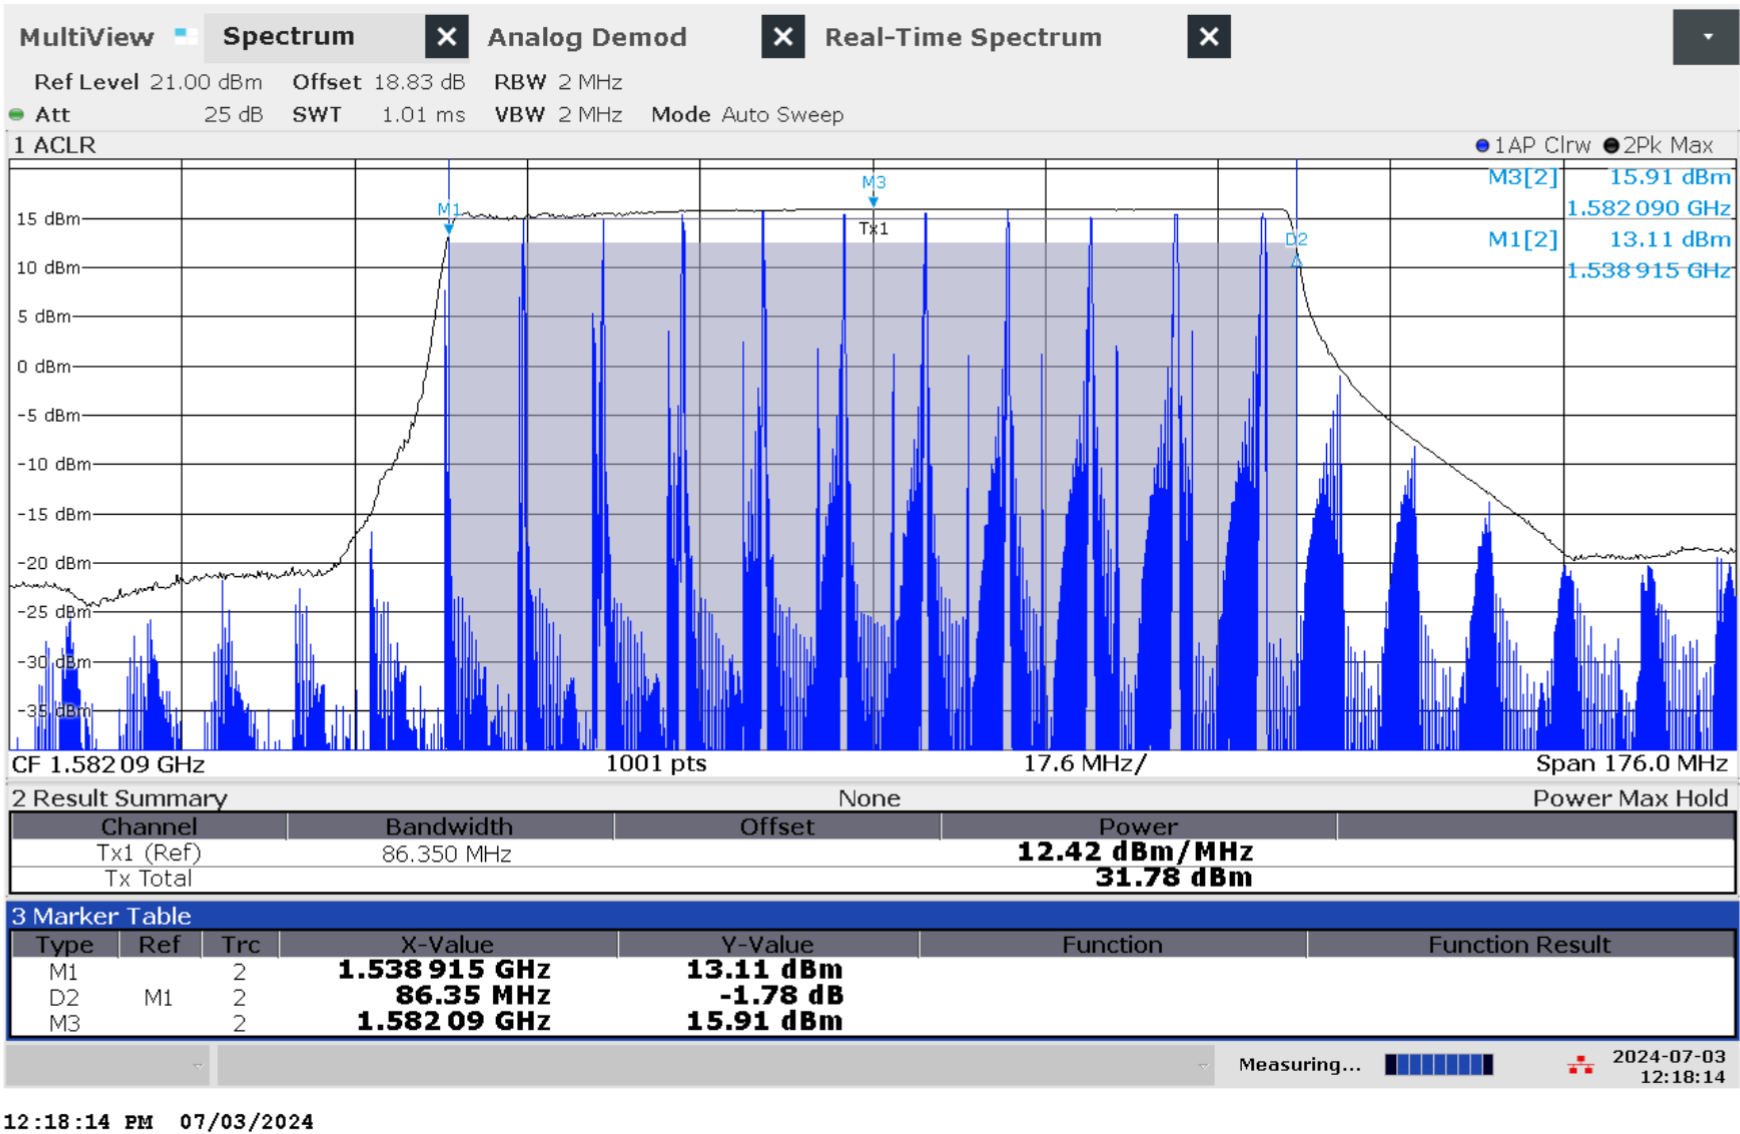 MultiView Spectrum Analog Demod Real-Time Spectrum
Ref Level 21.00 dBm Offset 18.83 dB RBW 2 MHz
Att 25 dB SWT 1.01 ms VBW 2 MHz Mode Auto Sweep
1 ACLR 1AP Clrw 2Pk Max
M3[2] 15.91 dBm
1.582 090 GHz
M1[2] 13.11 dBm
1.538 915 GHz
M3
M1
Tx1
D2
15 dBm
10 dBm
5 dBm
0 dBm
-5 dBm
-10 dBm
-15 dBm
-20 dBm
-25 dBm
-30 dBm
-35 dBm
CF 1.582 09 GHz 1001 pts 17.6 MHz/ Span 176.0 MHz
2 Result Summary None Power Max Hold
Channel Bandwidth Offset Power
Tx1 (Ref) 86.350 MHz 12.42 dBm/MHz
Tx Total 31.78 dBm
3 Marker Table
Type Ref Trc X-Value Y-Value Function Function Result
M1 2 1.538 915 GHz 13.11 dBm
D2 M1 2 86.35 MHz -1.78 dB
M3 2 1.582 09 GHz 15.91 dBm
Measuring... 2024-07-03
12:18:14
12:18:14 PM 07/03/2024